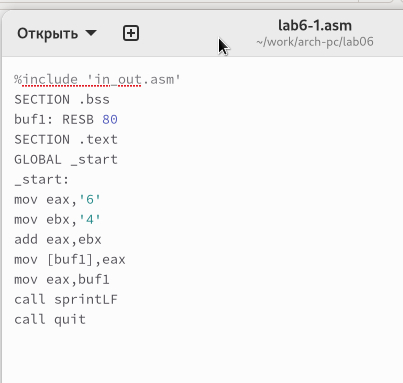 Открыть
lab6-1.asm
~/work/arch-pc/lab06
%include 'in_out.asm'
SECTION .bss
buf1: RESB 80
SECTION .text
GLOBAL _start
_start:
mov eax,'6'
mov ebx,'4'
add eax,ebx
mov [buf1],eax
mov eax,buf1
call sprintLF
call quit